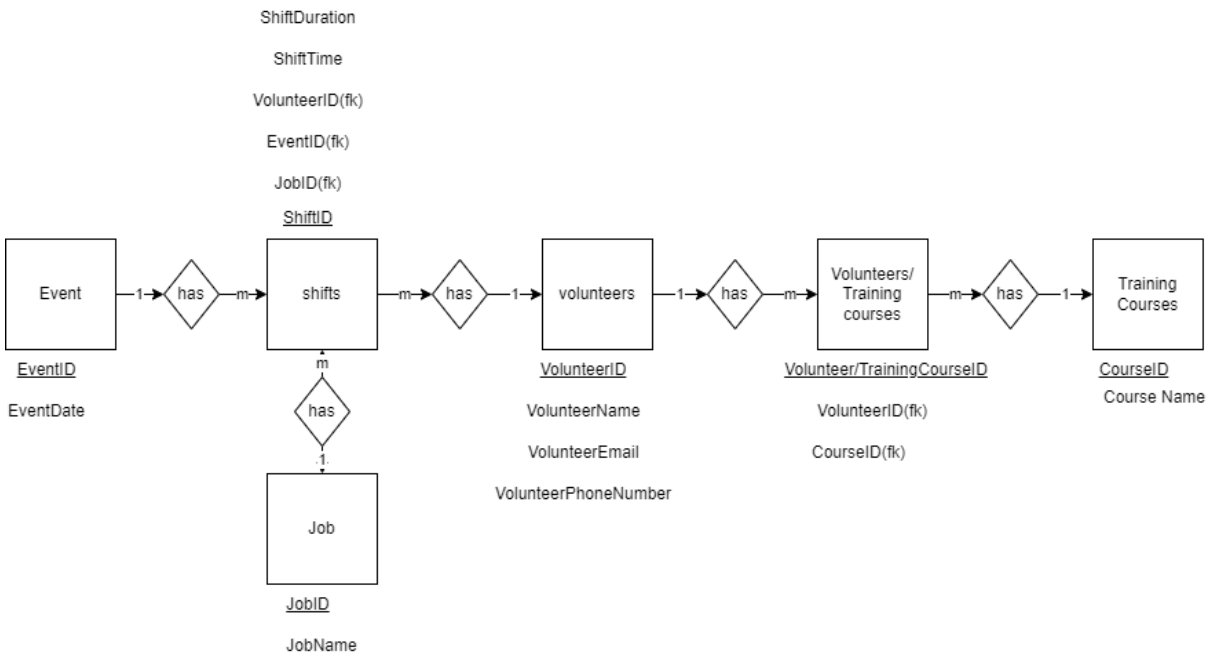 ShiftDuration
ShiftTime
VolunteerID(fk)
EventID(fk)
JobID(fk)
ShiftID
Event
1
has
m
shifts
m
has
1
volunteers
1
has
m
Volunteers/
Training
courses
m
has
1
Training
Courses
EventID
EventDate
m
has
1
Job
JobID
JobName
VolunteerID
VolunteerName
VolunteerEmail
VolunteerPhoneNumber
Volunteer/TrainingCourseID
VolunteerID(fk)
CourseID(fk)
CourseID
Course Name